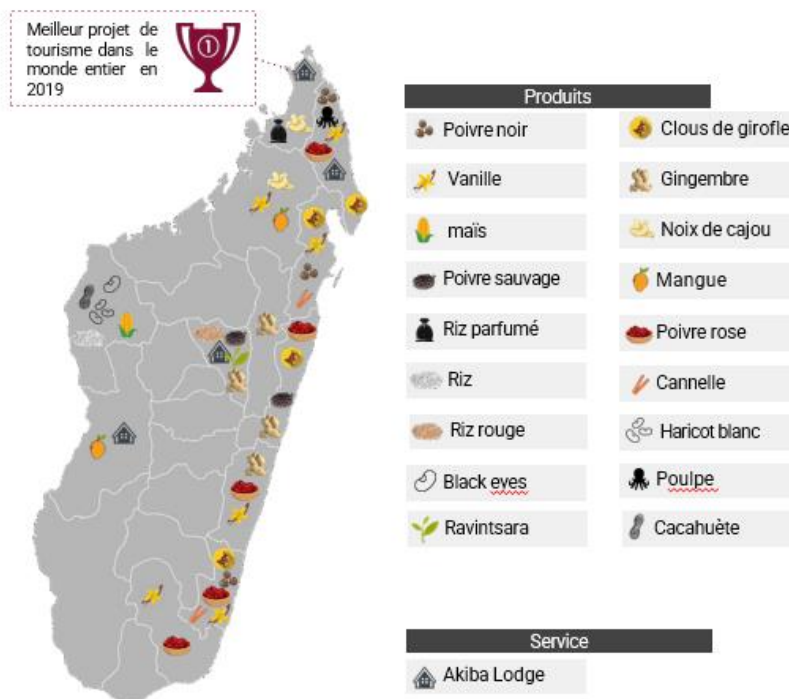 Meilleur projet de
tourisme dans le
monde entier en
2019
1
Produits
Poivre noir
Clous de girofle
Vanille
Gingembre
maïs
Noix de cajou
Poivre sauvage
Mangue
Riz parfumé
Poivre rose
Riz
Cannelle
Riz rouge
Haricot blanc
Black eyes
Poulpe
Ravintsara
Cacahuète
Service
Akiba Lodge